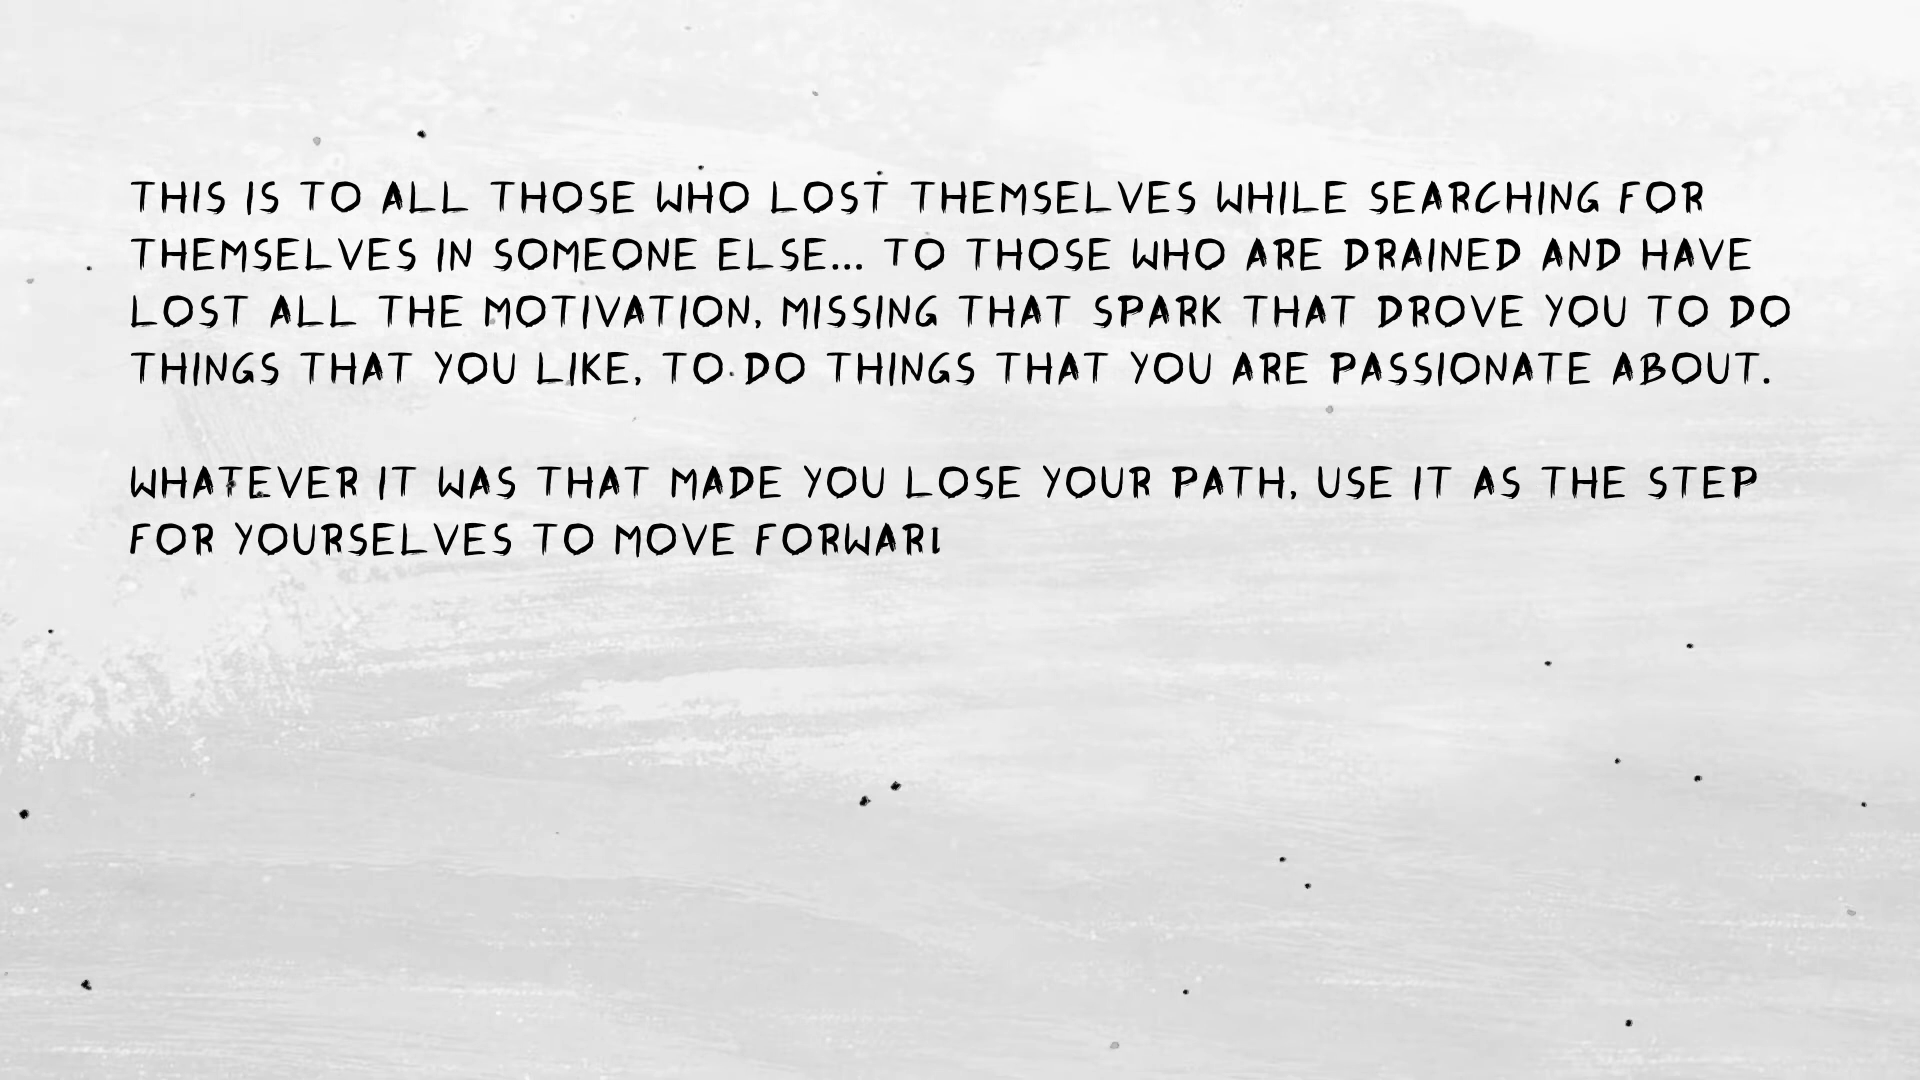 THIS IS TO ALL THOSE WHO LOST THEMSELVES WHILE SEARCHING FOR
THEMSELVES IN SOMEONE ELSE... TO THOSE WHO ARE DRAINED AND HAVE
LOST ALL THE MOTIVATION, MISSING THAT SPARK THAT DROVE YOU TO DO
THINGS THAT YOU LIKE, TO DO THINGS THAT YOU ARE PASSIONATE ABOUT.
WHATEVER IT WAS THAT MADE YOU LOSE YOUR PATH, USE IT AS THE STEP
FOR YOURSELVES TO MOVE